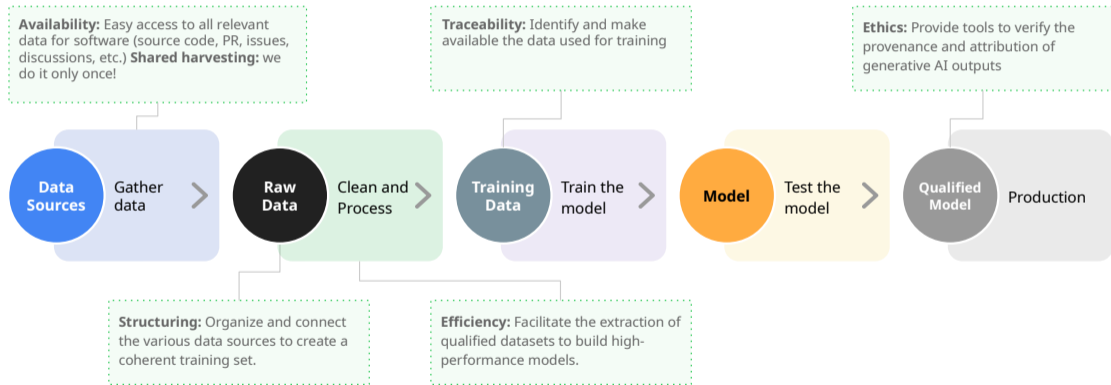 Availability: Easy access to all relevant
data for software (source code, PR, issues,
discussions, etc.) Shared harvesting: we
do it only once!
Traceability: Identify and make
available the data used for training
Ethics: Provide tools to verify the
provenance and attribution of
generative AI outputs
Data
Sources
Gather
data
Raw
Data
Clean and
Process
Training
Data
Train the
model
Model
Test the
model
Qualified
Model
Production
Structuring: Organize and connect
the various data sources to create a
coherent training set.
Efficiency: Facilitate the extraction of
qualified datasets to build high-
performance models.